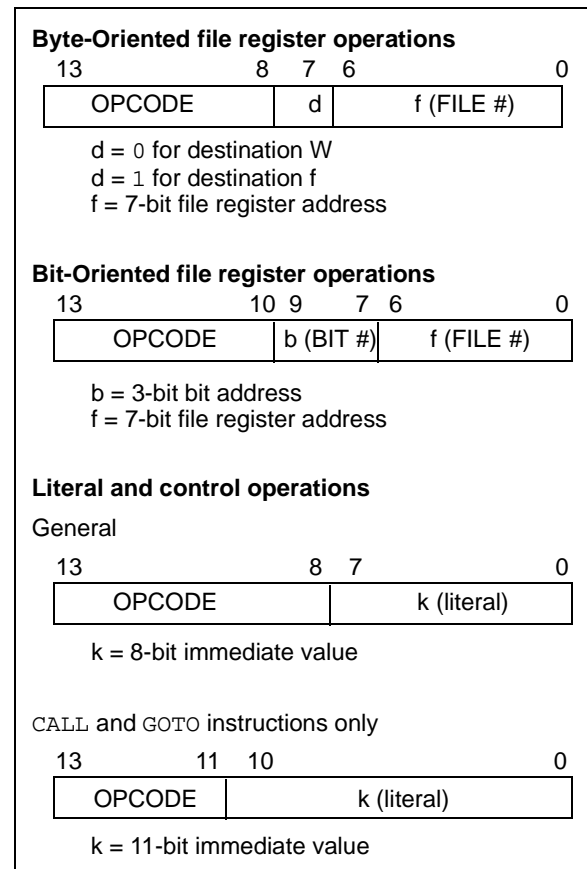 Byte-Oriented file register operations
13 8 7 6 0
OPCODE d f (FILE #)
d = 0 for destination W
d = 1 for destination f
f = 7-bit file register address
Bit-Oriented file register operations
13 10 9 7 6 0
OPCODE b (BIT #) f (FILE #)
b = 3-bit bit address
f = 7-bit file register address
Literal and control operations
General
13 8 7 0
OPCODE k (literal)
k = 8-bit immediate value
CALL and GOTO instructions only
13 11 10 0
OPCODE k (literal)
k = 11-bit immediate value